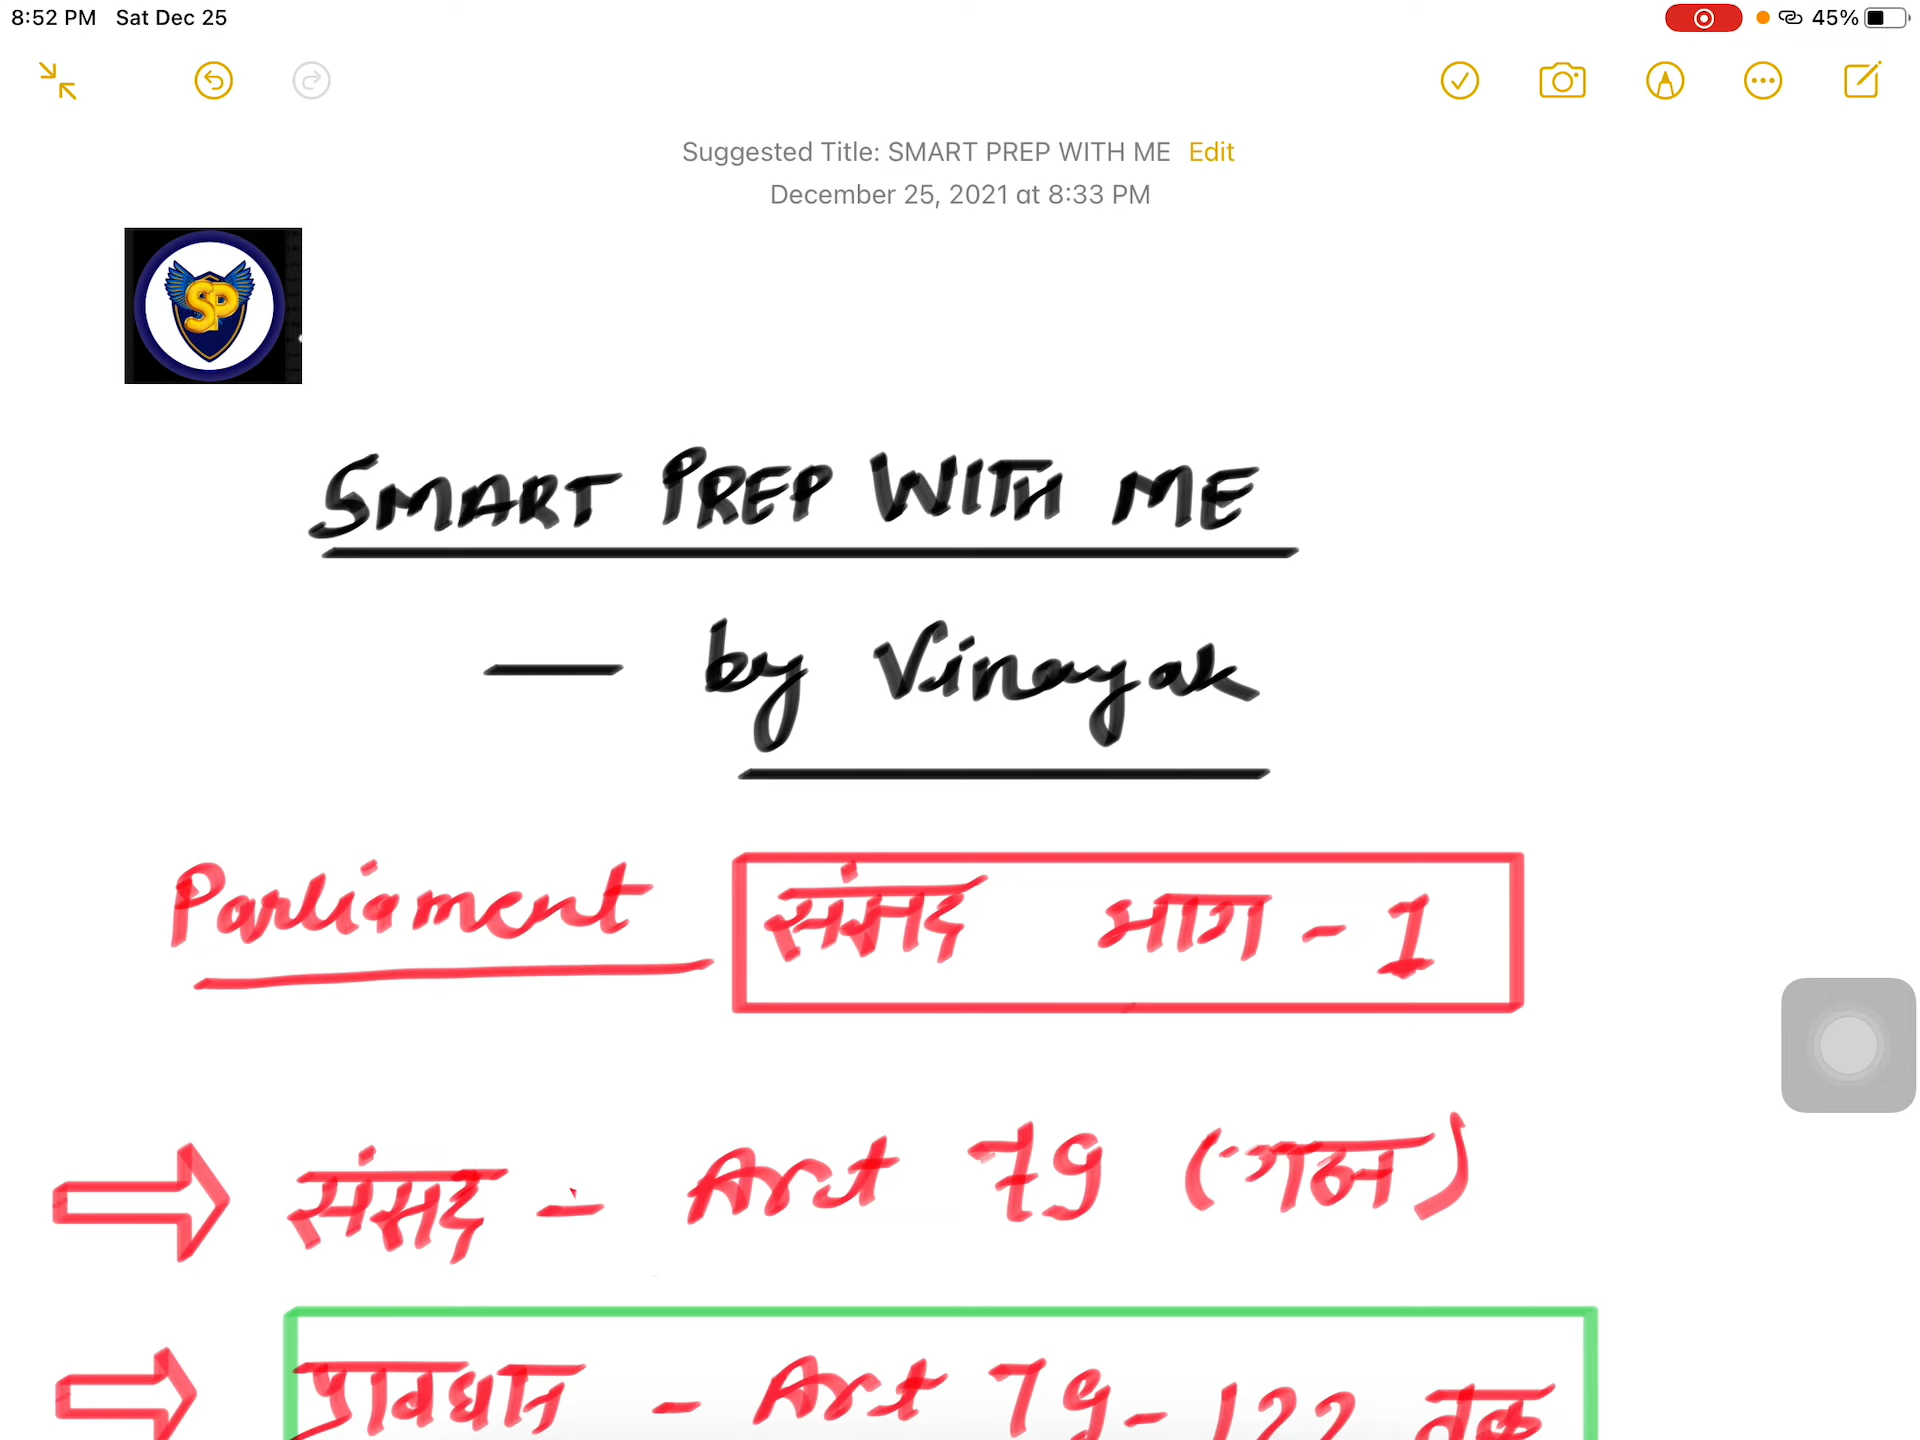 8:52 PM Sat Dec 25 45%
Suggested Title: SMART PREP WITH ME Edit
December 25, 2021 at 8:33 PM
SP
SMART PREP WITH ME
— by Vinayak
Parliament संसद भाग - I
संसद - Art 79 (गठन)
प्रावधान - Art 79-122 तक